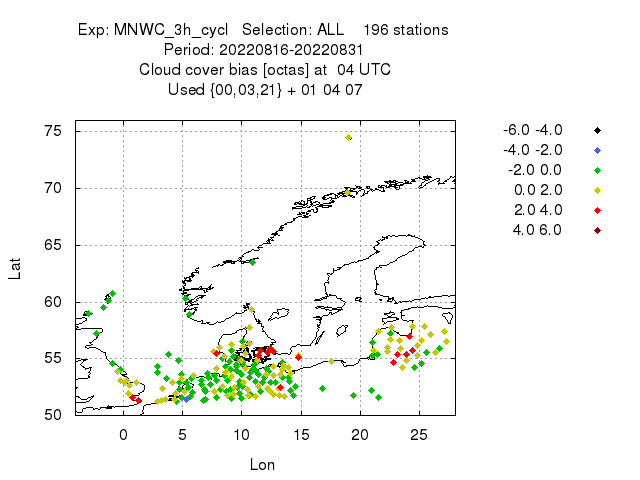 Exp: MNWC_3h_cycl Selection: ALL 196 stations
Period: 20220816-20220831
Cloud cover bias [octas] at 04 UTC
Used {00,03,21} + 01 04 07
75
70
65
60
55
50
Lat
0 5 10 15 20 25
Lon
-6.0 -4.0
-4.0 -2.0
-2.0 0.0
0.0 2.0
2.0 4.0
4.0 6.0